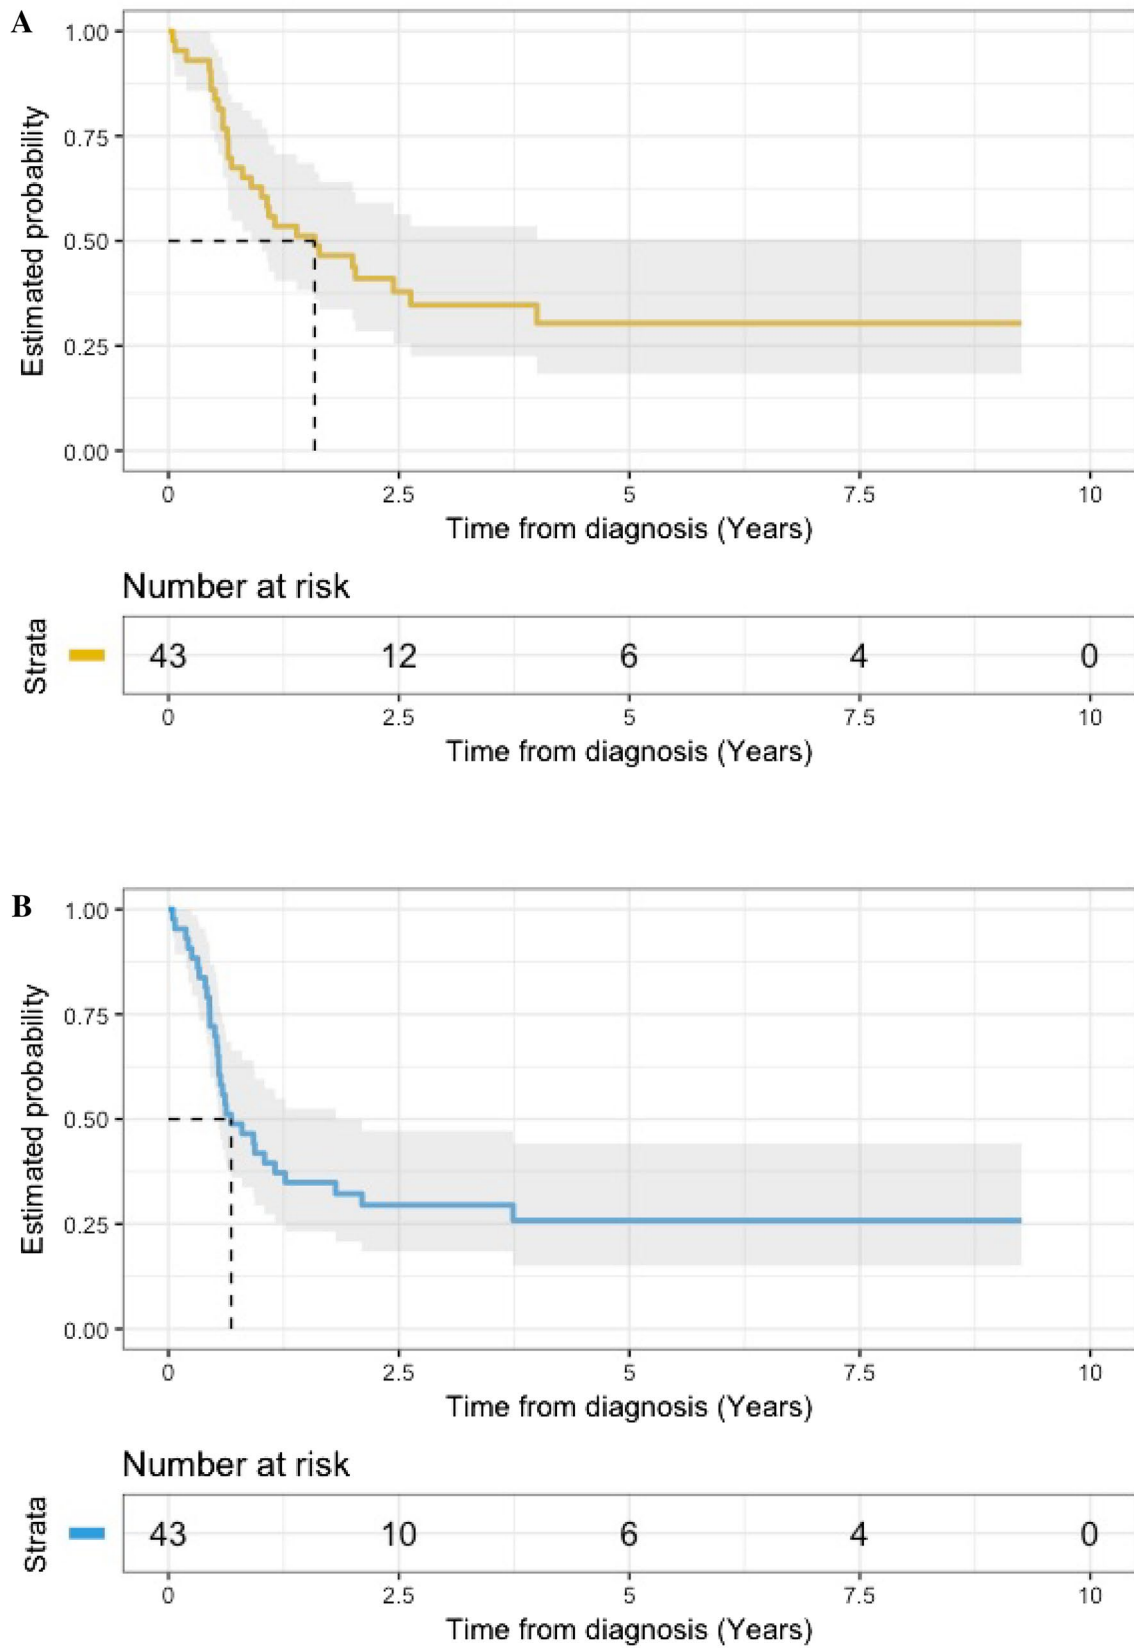 A
Estimated probability
1.00
0.75
0.50
0.25
0.00
0 2.5 5 7.5 10
Time from diagnosis (Years)
Number at risk
Strata
43 12 6 4 0
0 2.5 5 7.5 10
Time from diagnosis (Years)
B
Estimated probability
1.00
0.75
0.50
0.25
0.00
0 2.5 5 7.5 10
Time from diagnosis (Years)
Number at risk
Strata
43 10 6 4 0
0 2.5 5 7.5 10
Time from diagnosis (Years)